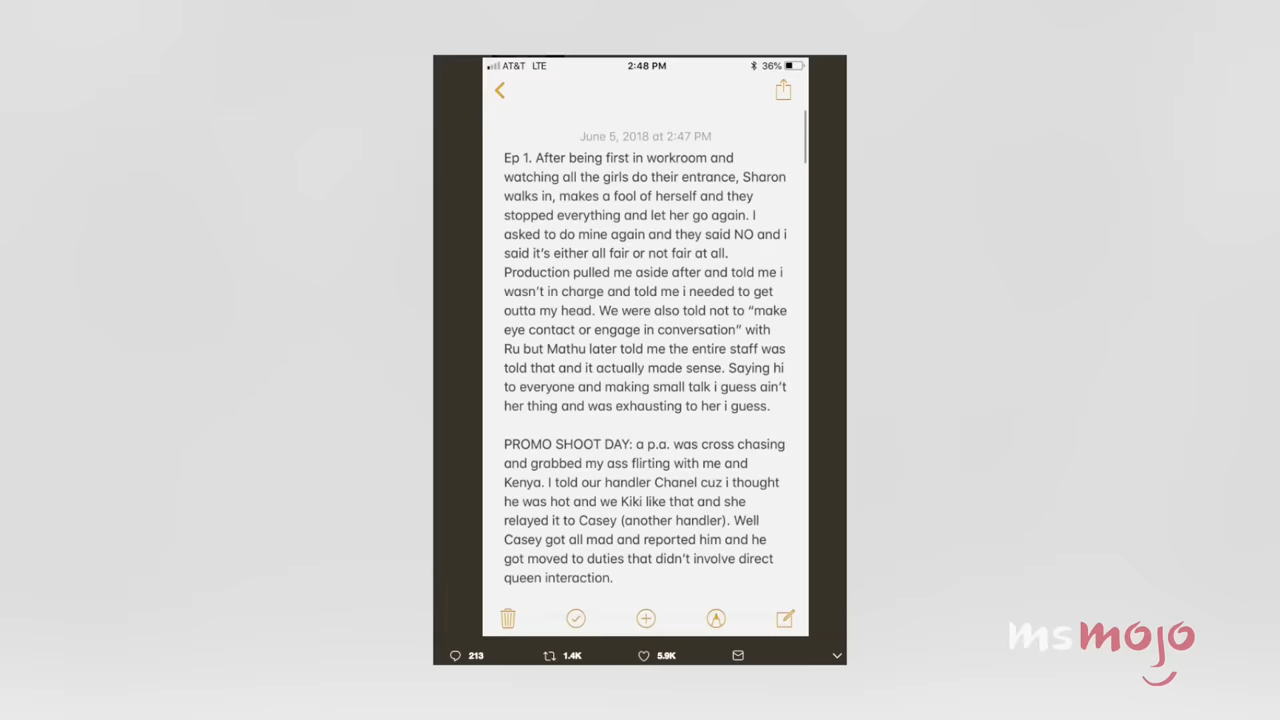 AT&T LTE 2:48 PM 36%
June 5, 2018 at 2:47 PM
Ep 1. After being first in workroom and
watching all the girls do their entrance, Sharon
walks in, makes a fool of herself and they
stopped everything and let her go again. I
asked to do mine again and they said NO and i
said it's either all fair or not fair at all.
Production pulled me aside after and told me i
wasn't in charge and told me i needed to get
outta my head. We were also told not to "make
eye contact or engage in conversation" with
Ru but Mathu later told me the entire staff was
told that and it actually made sense. Saying hi
to everyone and making small talk i guess ain't
her thing and was exhausting to her i guess.
PROMO SHOOT DAY: a p.a. was cross chasing
and grabbed my ass flirting with me and
Kenya. I told our handler Chanel cuz i thought
he was hot and we Kiki like that and she
relayed it to Casey (another handler). Well
Casey got all mad and reported him and he
got moved to duties that didn't involve direct
queen interaction.
213 1.4K 5.9K
msmojo